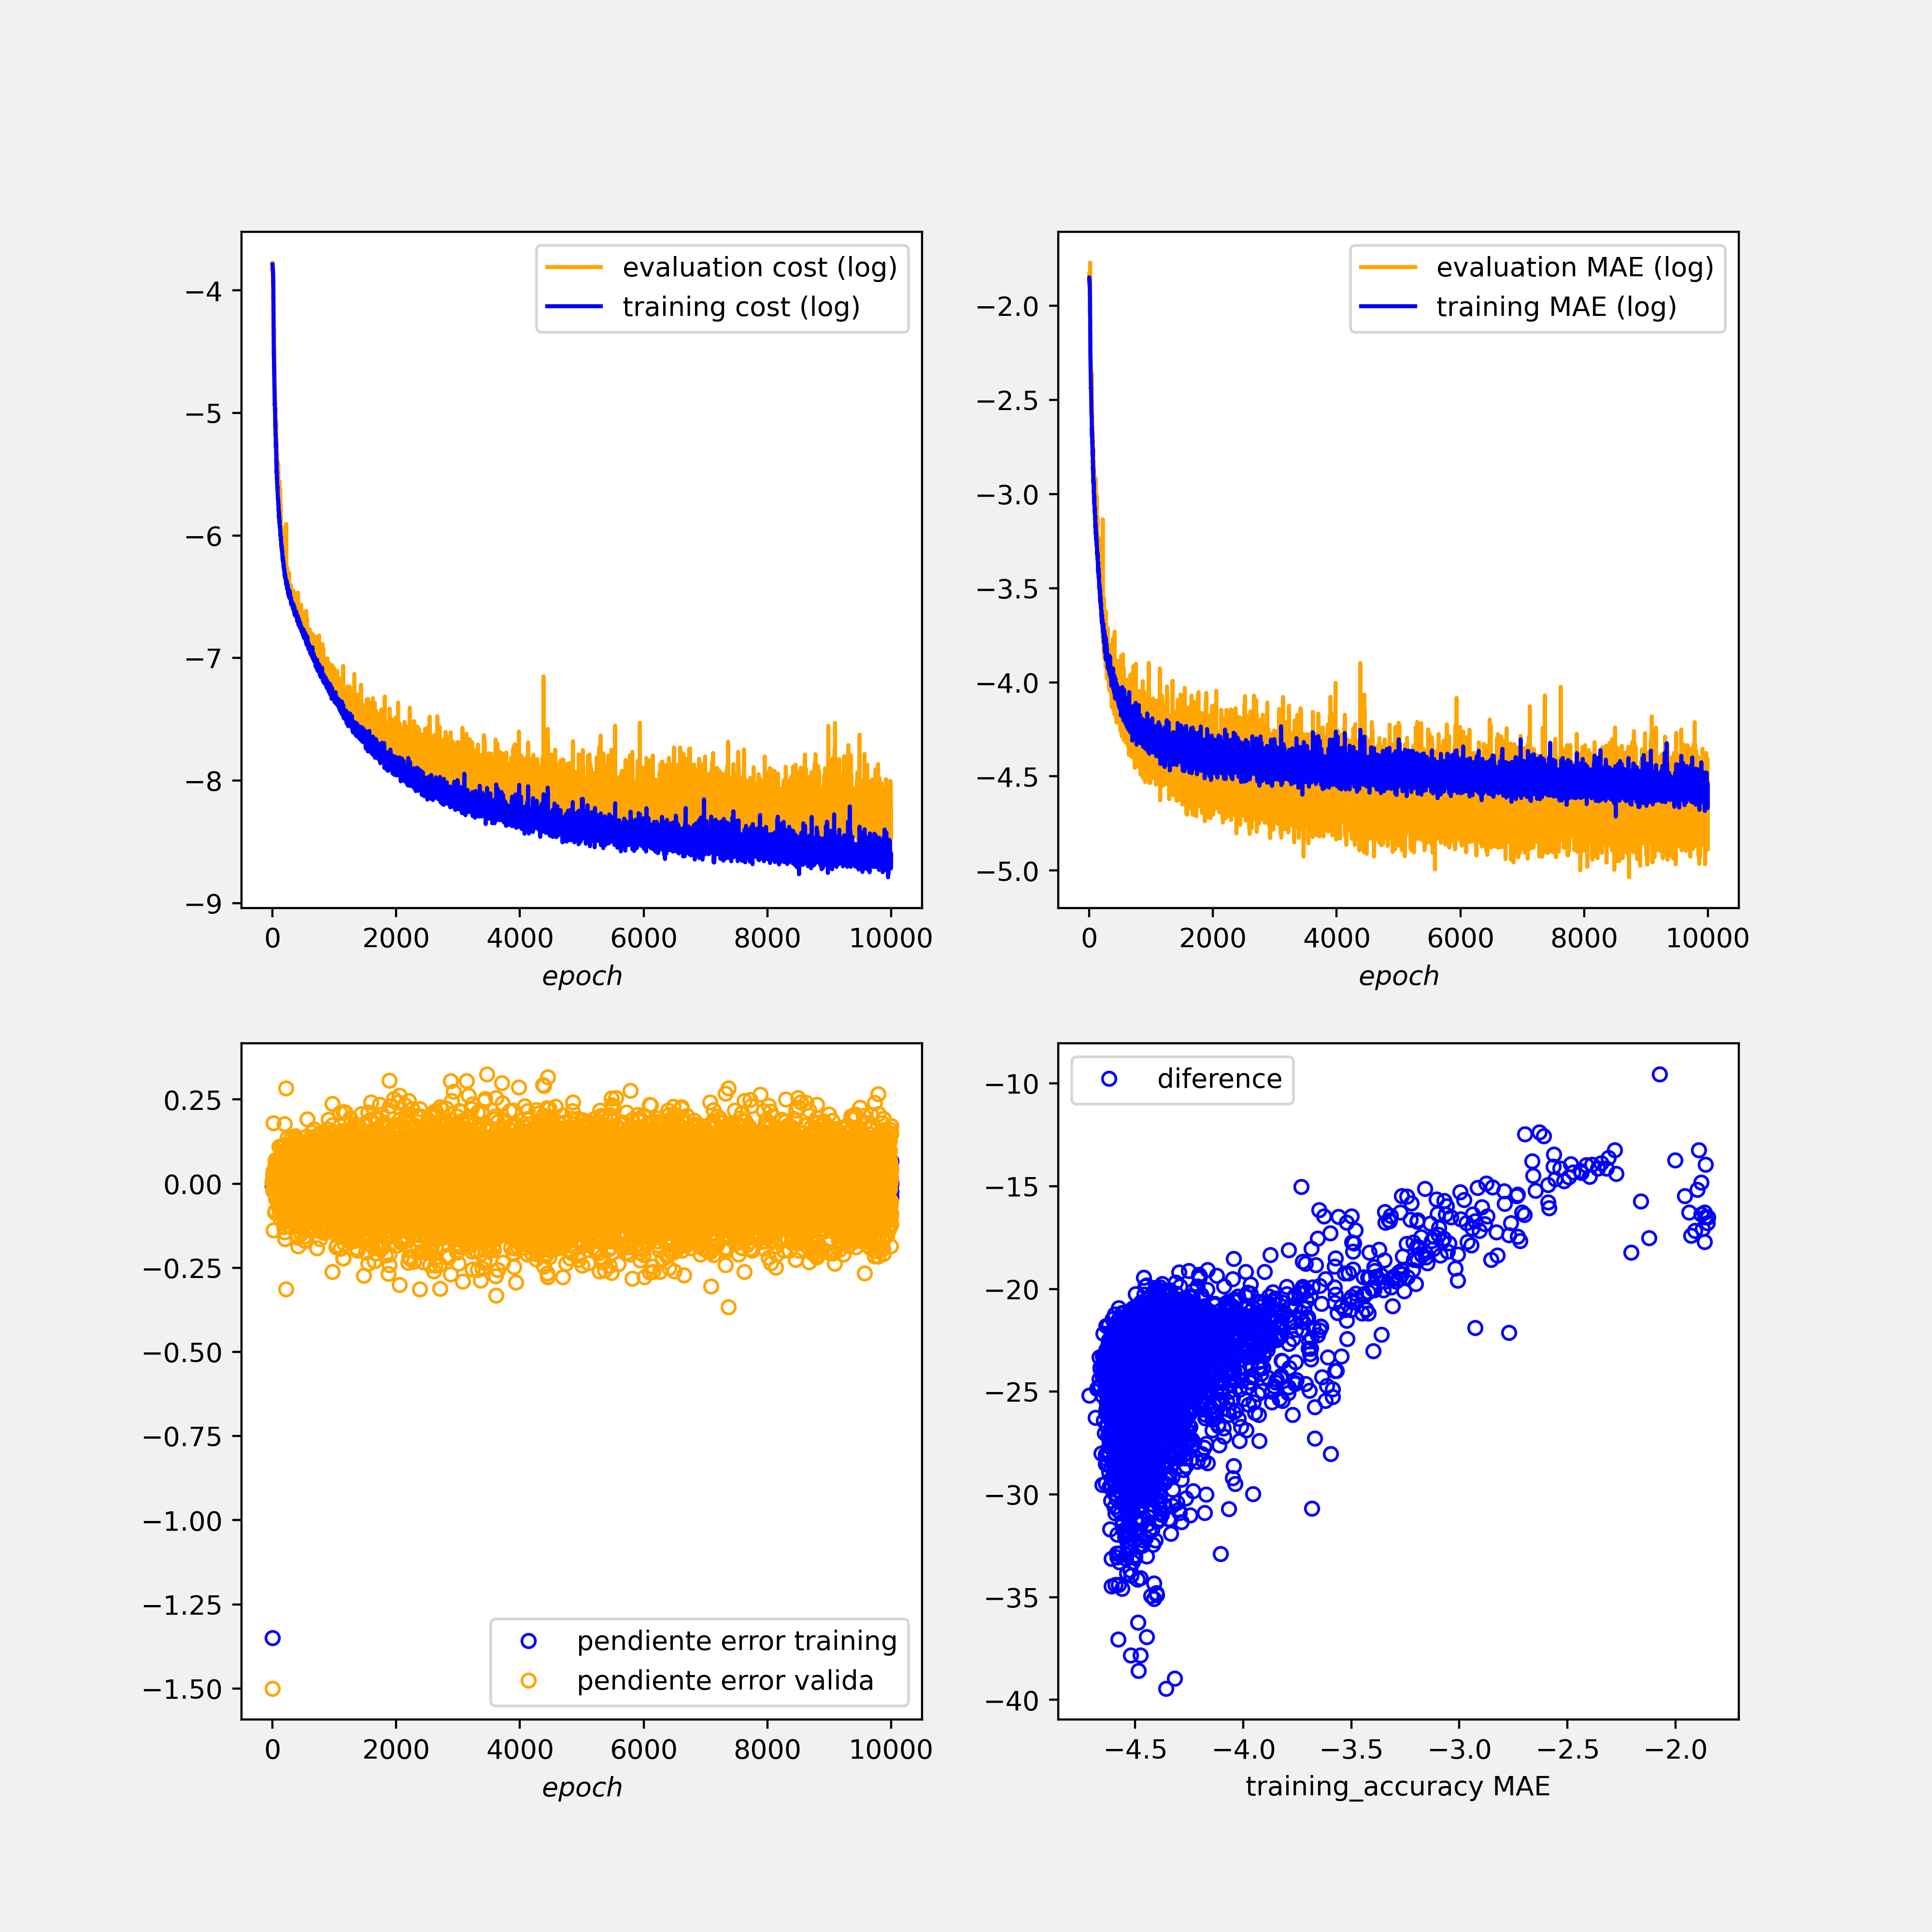 evaluation cost (log)
training cost (log)
−4
−5
−6
−7
−8
−9
0 2000 4000 6000 8000 10000
epoch
evaluation MAE (log)
training MAE (log)
−2.0
−2.5
−3.0
−3.5
−4.0
−4.5
−5.0
0 2000 4000 6000 8000 10000
epoch
0.25
0.00
−0.25
−0.50
−0.75
−1.00
−1.25
−1.50
pendiente error training
pendiente error valida
0 2000 4000 6000 8000 10000
epoch
diference
−10
−15
−20
−25
−30
−35
−40
−4.5 −4.0 −3.5 −3.0 −2.5 −2.0
training_accuracy MAE